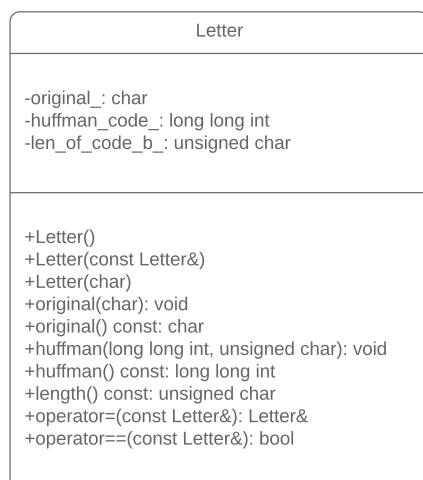 Letter
-original_: char
-huffman_code_: long long int
-len_of_code_b_: unsigned char
+Letter()
+Letter(const Letter&)
+Letter(char)
+original(char): void
+original() const: char
+huffman(long long int, unsigned char): void
+huffman() const: long long int
+length() const: unsigned char
+operator=(const Letter&): Letter&
+operator==(const Letter&): bool